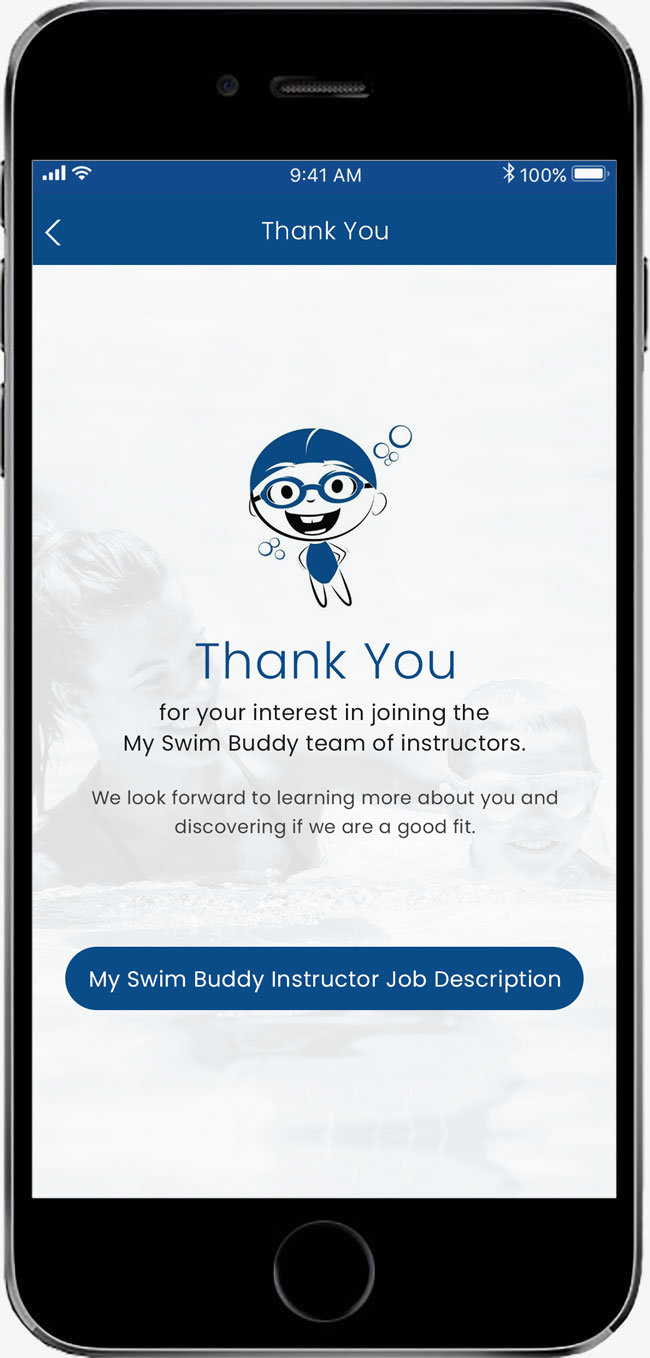 9:41 AM 100%
Thank You
Thank You
for your interest in joining the
My Swim Buddy team of instructors.
We look forward to learning more about you and
discovering if we are a good fit.
My Swim Buddy Instructor Job Description